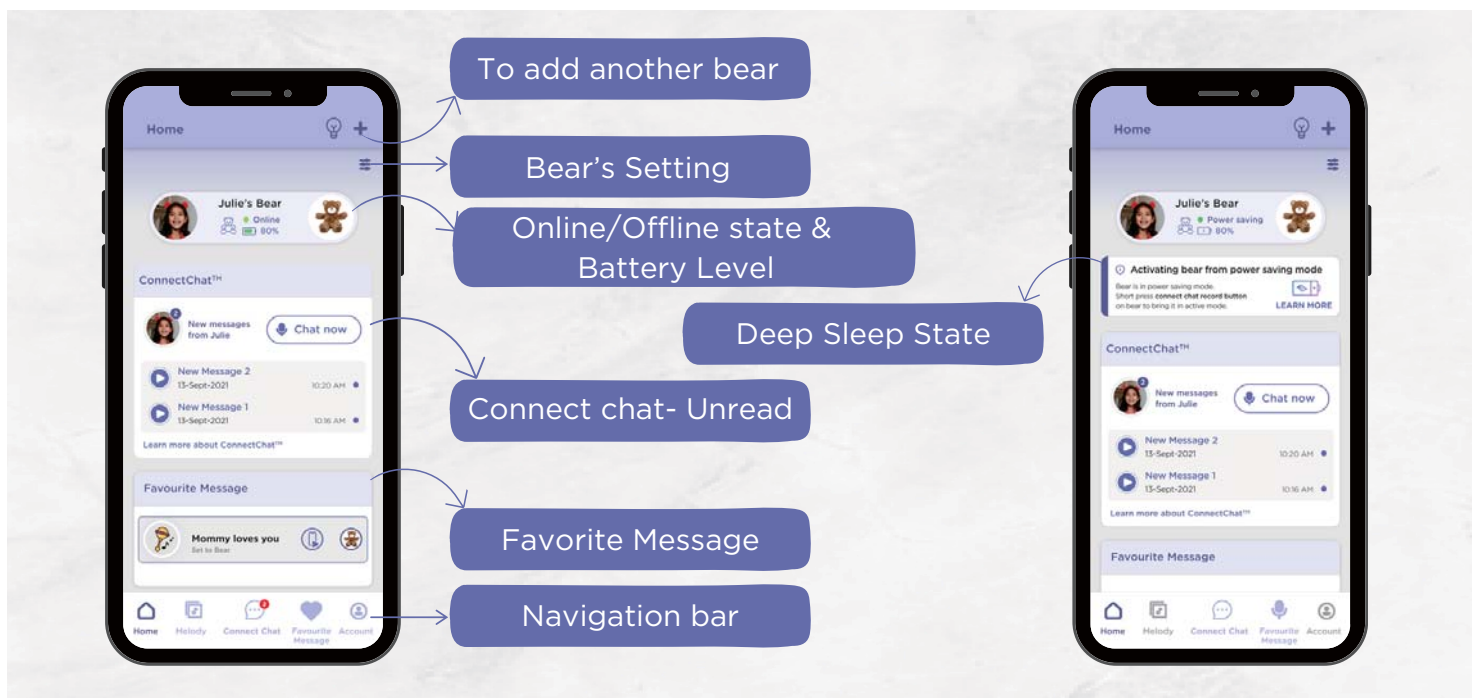 Home
Julie's Bear
Online
80%
ConnectChat™
2
New messages
from Julie
Chat now
New Message 2
13-Sept-2021
10:20 AM
New Message 1
13-Sept-2021
10:16 AM
Learn more about ConnectChat™
Favourite Message
Mommy loves you
Set to Bear
2
Home
Melody
Connect Chat
Favourite
Message
Account
To add another bear
Bear's Setting
Online/Offline state &
Battery Level
Deep Sleep State
Connect chat- Unread
Favorite Message
Navigation bar
Home
Julie's Bear
Power saving
80%
Activating bear from power saving mode
Bear is in power saving mode.
Short press connect chat record button
on bear to bring it in active mode.
LEARN MORE
ConnectChat™
2
New messages
from Julie
Chat now
New Message 2
13-Sept-2021
10:20 AM
New Message 1
13-Sept-2021
10:16 AM
Learn more about ConnectChat™
Favourite Message
Home
Melody
Connect Chat
Favourite
Message
Account